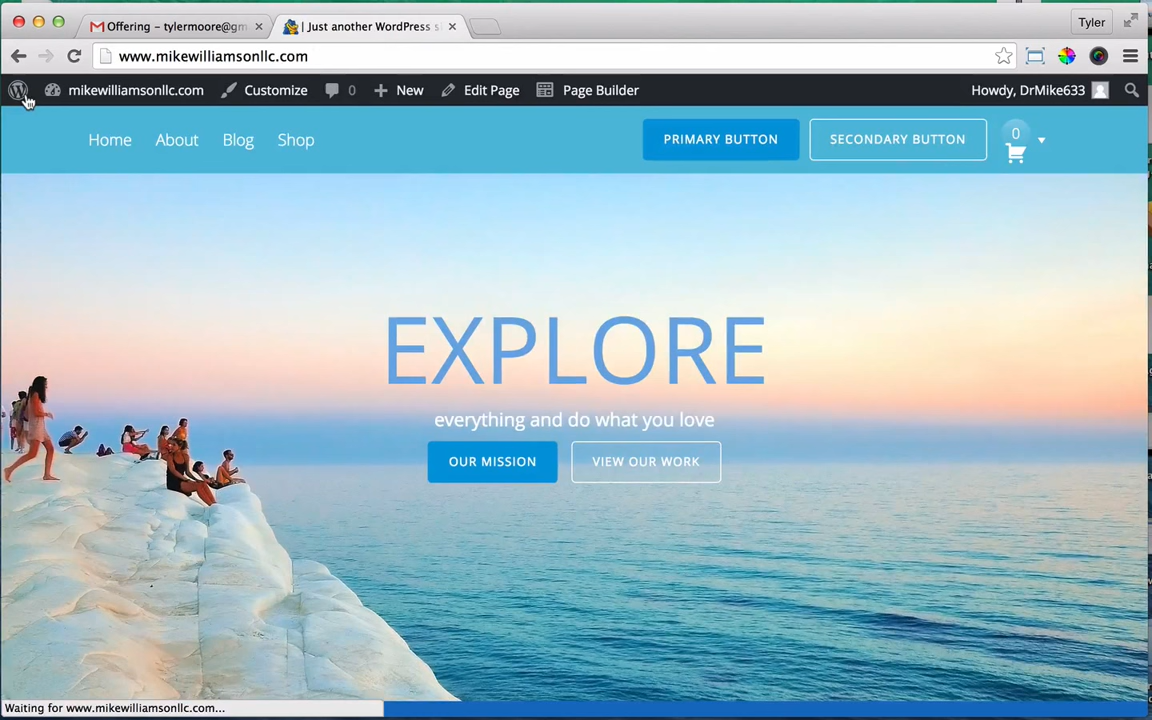 Offering – tylermoore@gm
| Just another WordPress s
Tyler
www.mikewilliamsonllc.com
mikewilliamsonllc.com
Customize
0
New
Edit Page
Page Builder
Howdy, DrMike633
Home
About
Blog
Shop
PRIMARY BUTTON
SECONDARY BUTTON
0
EXPLORE
everything and do what you love
OUR MISSION
VIEW OUR WORK
Waiting for www.mikewilliamsonllc.com...